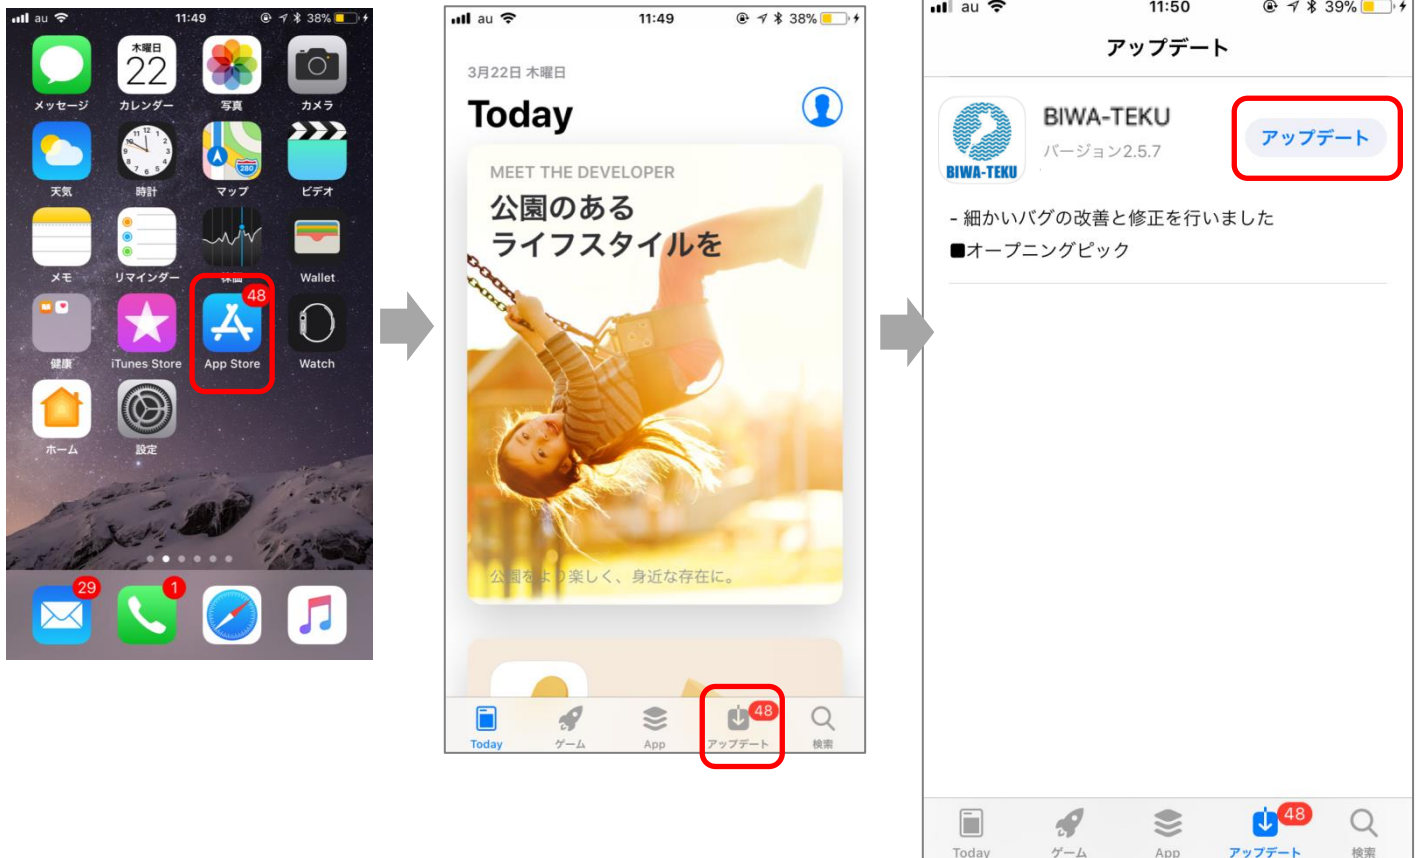 au 11:49 38%
木曜日
22
メッセージ カレンダー 写真 カメラ
280
天気 時計 マップ ビデオ
メモ リマインダー 株価 Wallet
48
健康 iTunes Store App Store Watch
ホーム 設定
29 1
au 11:49 38%
3月22日 木曜日
Today
MEET THE DEVELOPER
公園のある
ライフスタイルを
公園をより楽しく、身近な存在に。
48
Today ゲーム App アップデート 検索
au 11:50 39%
アップデート
BIWA-TEKU
バージョン2.5.7
アップデート
BIWA-TEKU
- 細かいバグの改善と修正を行いました
■オープニングピック
48
Today ゲーム App アップデート 検索